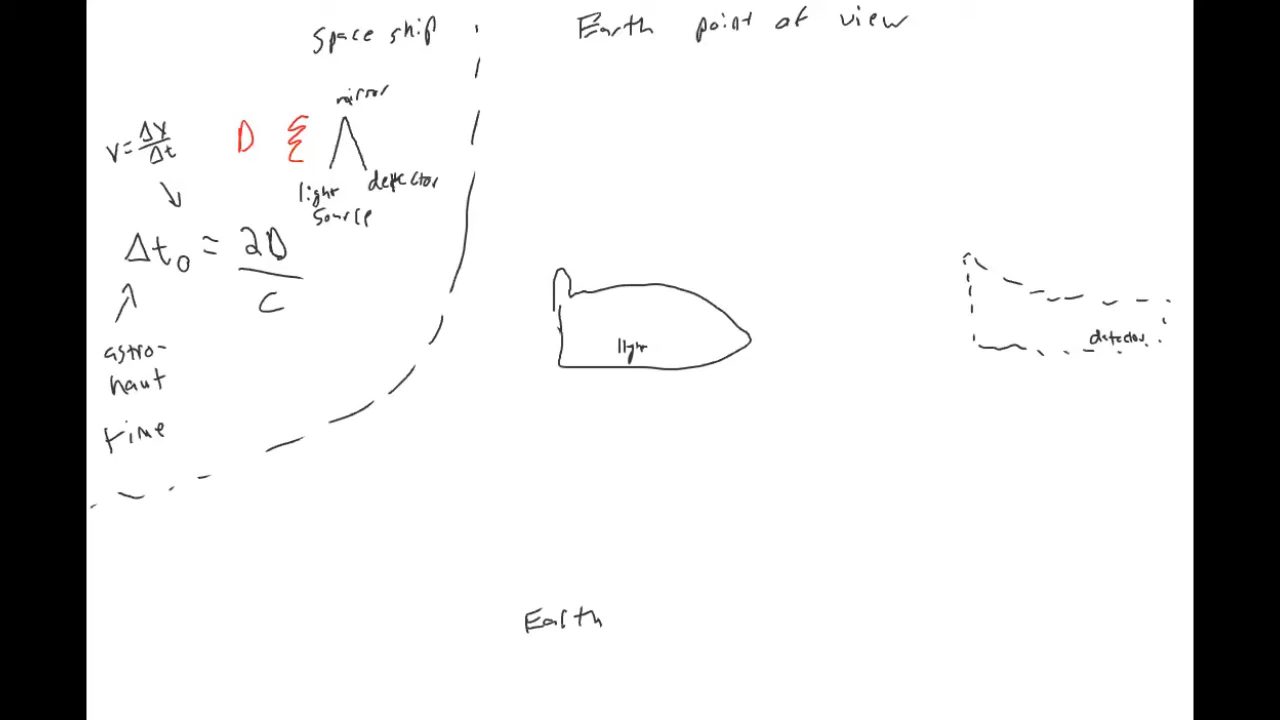 Space ship
Earth point of view
mirror
V = ΔY/Δt
D
light source
detector
Δt₀ = 2D/C
astro-
naut
time
light
detector
Earth